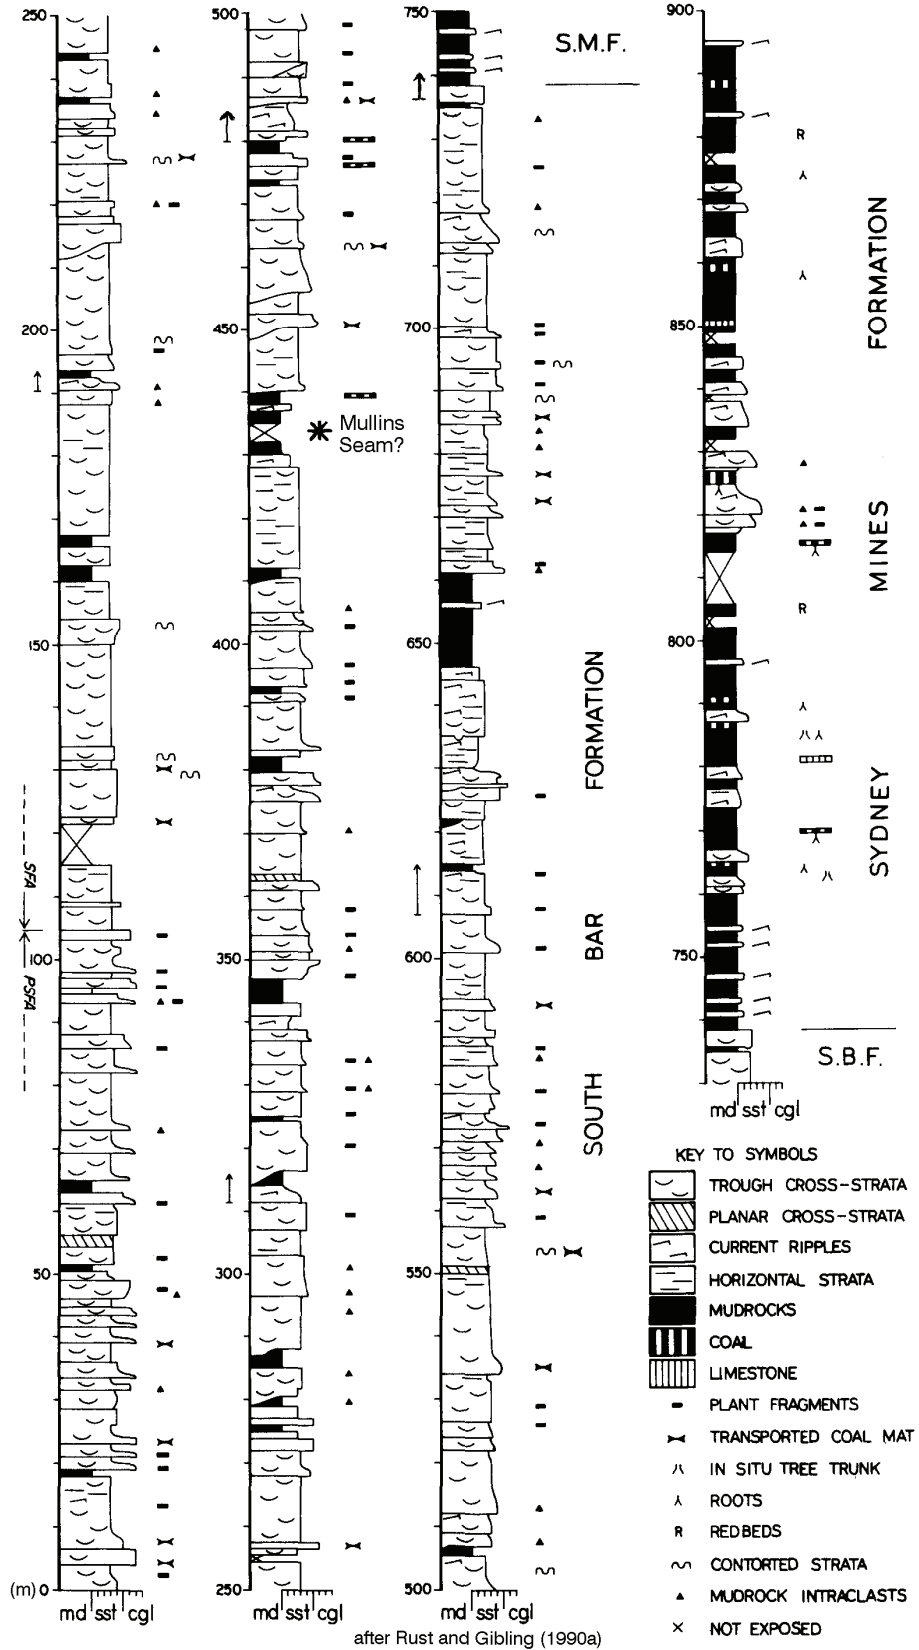 250
200
150
100
50
(m) 0
SFA
PSFA
md sst cgl
500
450
400
350
300
250
Mullins
Seam?
md sst cgl
750
700
650
600
550
500
S.M.F.
SOUTH BAR FORMATION
md sst cgl
900
850
800
750
R
R
SYDNEY MINES FORMATION
S.B.F.
md sst cgl
KEY TO SYMBOLS
TROUGH CROSS-STRATA
PLANAR CROSS-STRATA
CURRENT RIPPLES
HORIZONTAL STRATA
MUDROCKS
COAL
LIMESTONE
PLANT FRAGMENTS
TRANSPORTED COAL MAT
IN SITU TREE TRUNK
ROOTS
R REDBEDS
CONTORTED STRATA
MUDROCK INTRACLASTS
NOT EXPOSED
after Rust and Gibling (1990a)